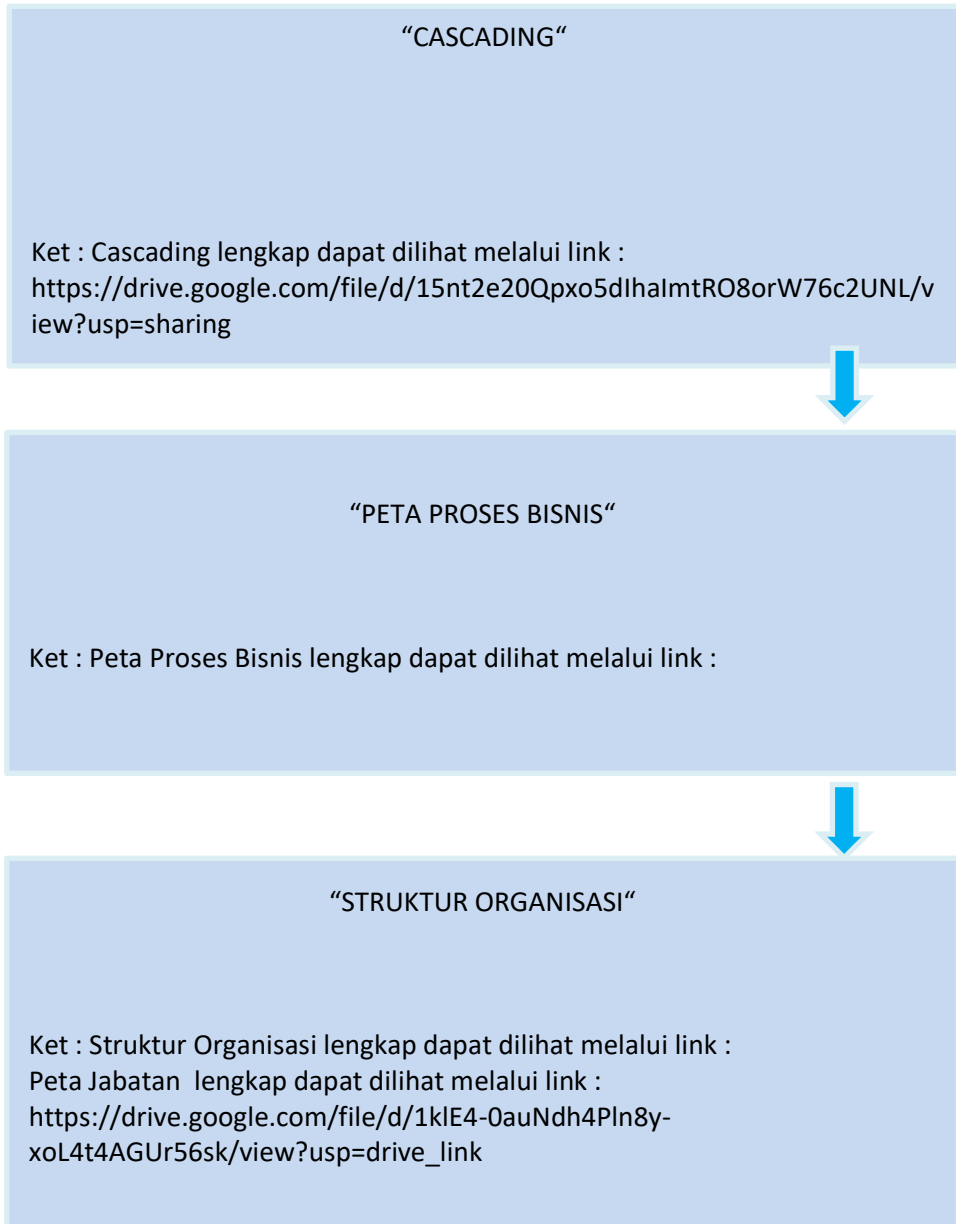 “CASCADING“
Ket : Cascading lengkap dapat dilihat melalui link :
https://drive.google.com/file/d/15nt2e20Qpxo5dIhaImtRO8orW76c2UNL/v
iew?usp=sharing
“PETA PROSES BISNIS“
Ket : Peta Proses Bisnis lengkap dapat dilihat melalui link :
“STRUKTUR ORGANISASI“
Ket : Struktur Organisasi lengkap dapat dilihat melalui link :
Peta Jabatan  lengkap dapat dilihat melalui link :
https://drive.google.com/file/d/1klE4-0auNdh4Pln8y-
xoL4t4AGUr56sk/view?usp=drive_link